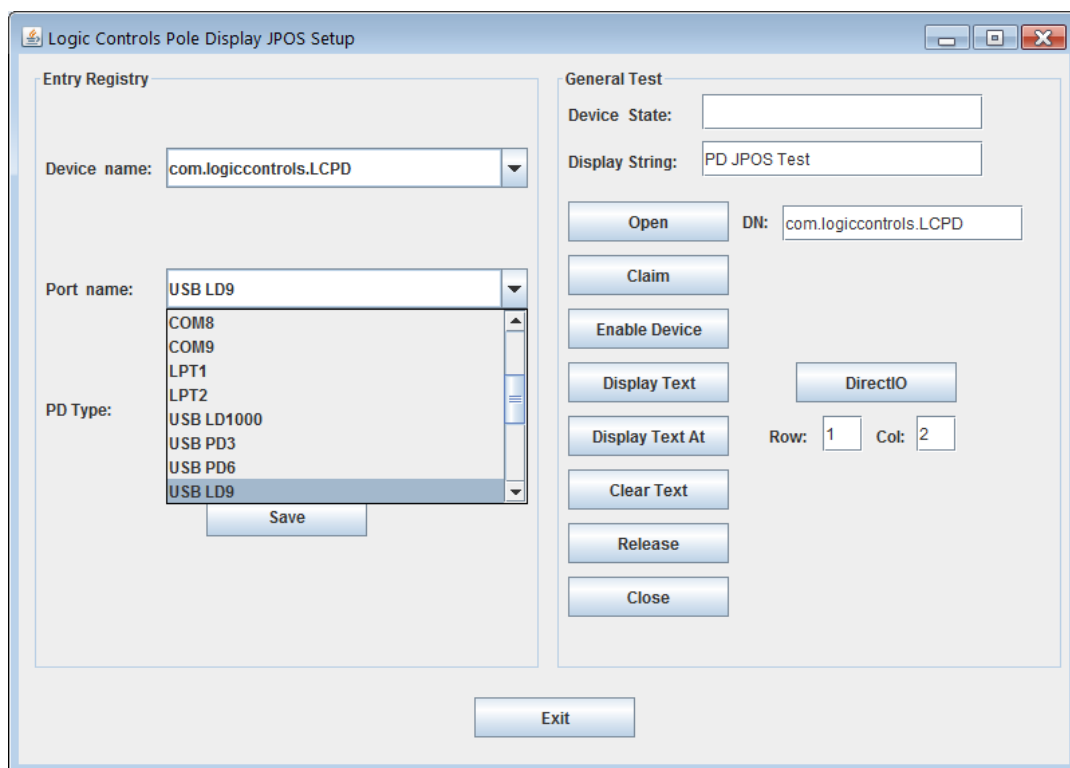 Logic Controls Pole Display JPOS Setup
Entry Registry
Device name: com.logiccontrols.LCPD
Port name: USB LD9
COM8
COM9
LPT1
LPT2
USB LD1000
USB PD3
USB PD6
USB LD9
PD Type:
Save
General Test
Device State:
Display String: PD JPOS Test
Open DN: com.logiccontrols.LCPD
Claim
Enable Device
Display Text DirectIO
Display Text At Row: 1 Col: 2
Clear Text
Release
Close
Exit